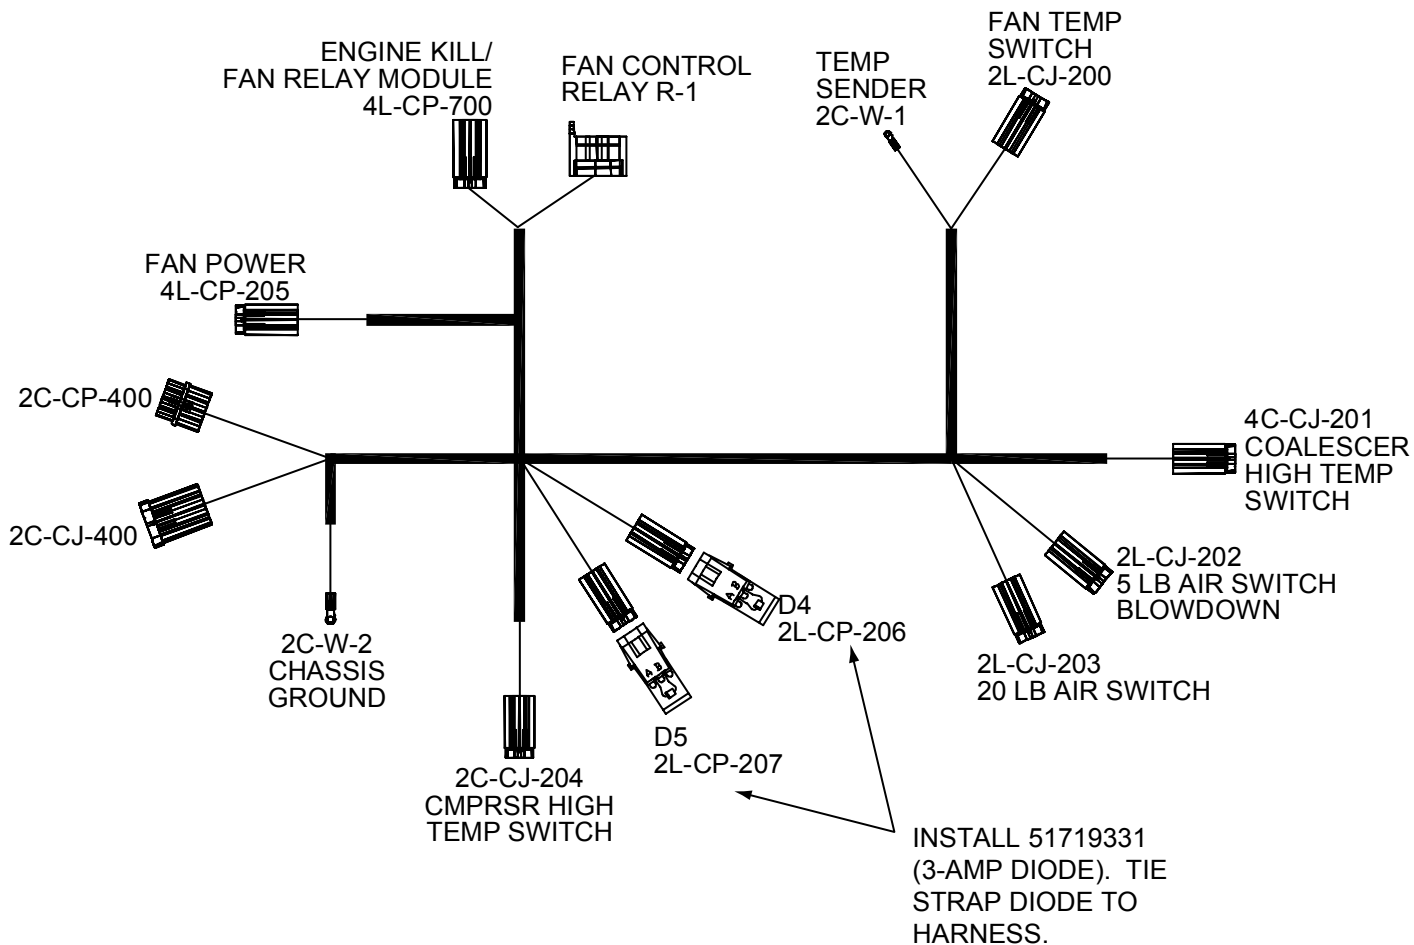 ENGINE KILL/
FAN RELAY MODULE
4L-CP-700
FAN CONTROL
RELAY R-1
TEMP
SENDER
2C-W-1
FAN TEMP
SWITCH
2L-CJ-200
FAN POWER
4L-CP-205
2C-CP-400
2C-CJ-400
4C-CJ-201
COALESCER
HIGH TEMP
SWITCH
2L-CJ-202
5 LB AIR SWITCH
BLOWDOWN
2L-CJ-203
20 LB AIR SWITCH
A B
D4
2L-CP-206
A B
D5
2L-CP-207
2C-W-2
CHASSIS
GROUND
2C-CJ-204
CMPRSR HIGH
TEMP SWITCH
INSTALL 51719331
(3-AMP DIODE).  TIE
STRAP DIODE TO
HARNESS.